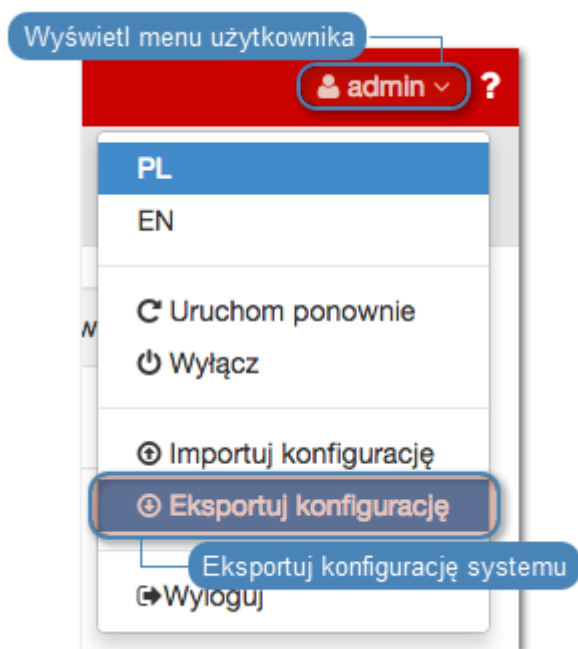 Wyświetl menu użytkownika
admin ?
PL
EN
w
Uruchom ponownie
Wyłącz
Importuj konfigurację
Eksportuj konfigurację
Eksportuj konfigurację systemu
Wyloguj